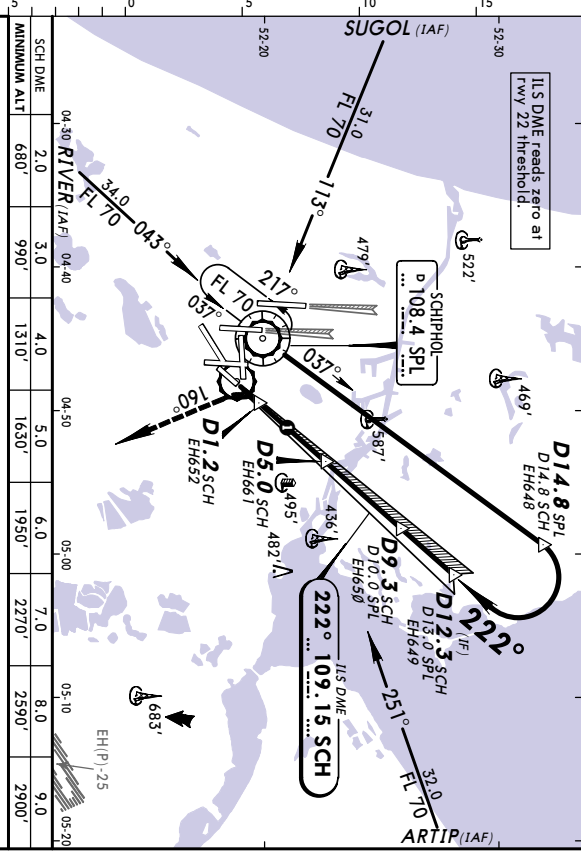 5
0
5
10
15
52-20
52-30
SUGOL (IAF)
31.0
FL 70
113°
ILS DME reads zero at
rwy 22 threshold.
04-30
RIVER (IAF)
34.0
FL 70
043°
04-40
479'
522'
217°
FL 70
037°
SCHIPHOL
D 108.4 SPL
037°
469'
04-50
160°
587'
D14.8 SPL
D14.8 SCH
EH648
D1.2 SCH
EH652
D5.0 SCH
EH661
495'
436'
482'
05-00
D9.3 SCH
D10.0 SPL
EH650
(IF)
D12.3 SCH
D13.0 SPL
EH649
222°
ILS DME
222° 109.15 SCH
251°
32.0
FL 70
ARTIP (IAF)
05-10
683'
EH(P)-25
52-20
05-20
SCH DME 2.0 3.0 4.0 5.0 6.0 7.0 8.0 9.0
MINIMUM ALT 680' 990' 1310' 1630' 1950' 2270' 2590' 2900'